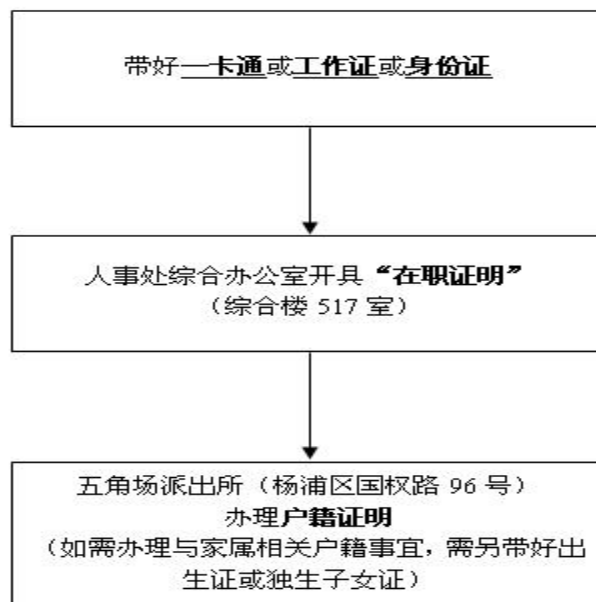 带好一卡通或工作证或身份证
人事处综合办公室开具“在职证明”
（综合楼 517 室）
五角场派出所（杨浦区国权路 96 号）
办理户籍证明
（如需办理与家属相关户籍事宜，需另带好出
生证或独生子女证）